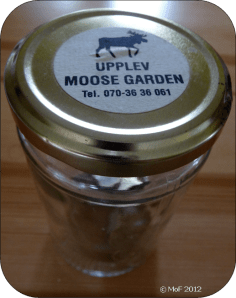 UPPLEV
MOOSE GARDEN
Tel. 070-36 36 061
© MoF 2012